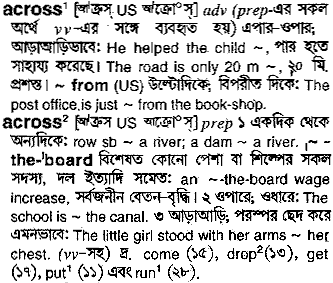 across¹ [অ্যাক্রস্ US আক্রোস্] adv (prep-এর সকল
অর্থে vv-এর সঙ্গে ব্যবহৃত হয়) এপার-ওপার;
আড়াআড়িভাবে: He helped the child ~, পার হতে
সাহায্য করেছে। The road is only 20 m ~, ২০ মি.
প্রশস্ত। ~ from (US) উল্টোদিকে; বিপরীত দিকে: The
post office is just ~ from the book-shop.
across² [US আক্রোস্] prep ১ একদিক থেকে
অন্যদিকে: row sb ~ a river; a dam ~ a river. ~-
the-ˈboard বিশেষত কোনো পেশা বা শিল্পের সকল
সদস্য, দল ইত্যাদি সমেত: an ~-the-board wage
increase, সর্বজনীন বেতন-বৃদ্ধি। ২ ওপারে; ওধারে: The
school is ~ the canal. ৩ আড়াআড়ি; পরস্পর ছেদ করে
এমনভাবে: The little girl stood with her arms ~ her
chest. (vv-সহ) দ্র. come (১৫), drop²(১৩), get
(১৭), put¹ (১১) এবং run¹ (২৮).